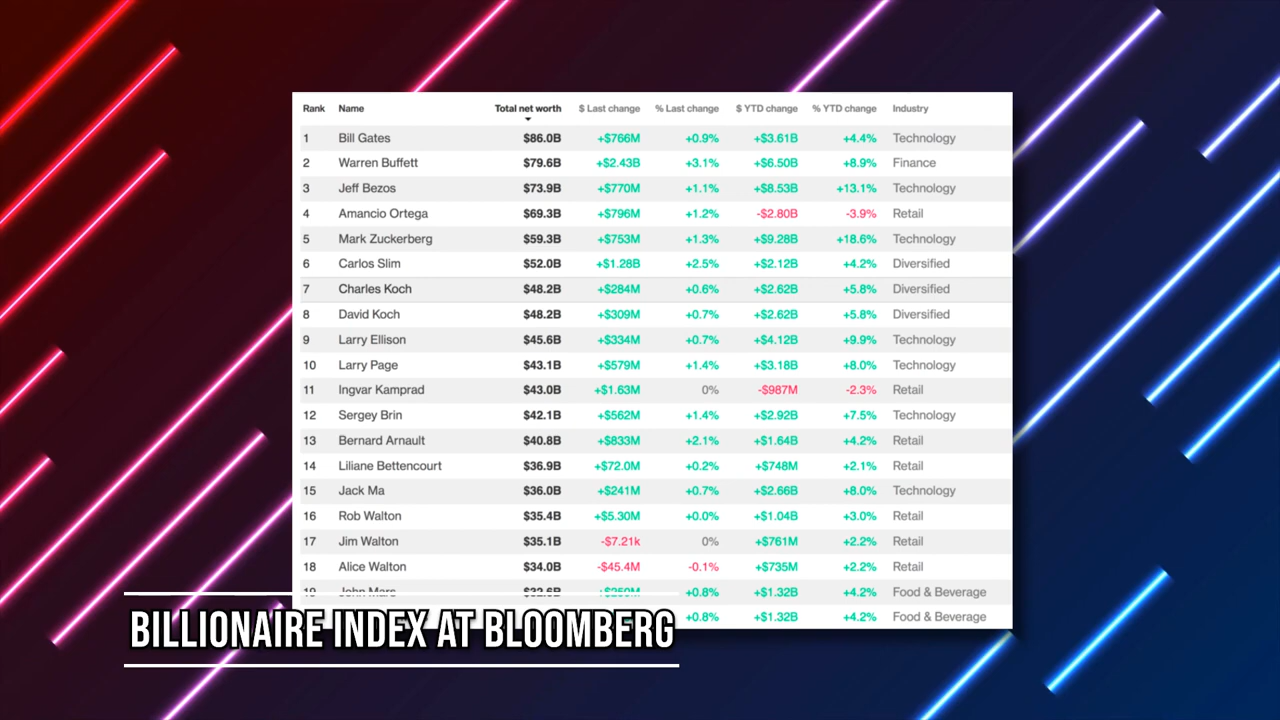 Rank Name Total net worth $ Last change % Last change $ YTD change % YTD change Industry
1 Bill Gates $86.0B +$766M +0.9% +$3.61B +4.4% Technology
2 Warren Buffett $79.6B +$2.43B +3.1% +$6.50B +8.9% Finance
3 Jeff Bezos $73.9B +$770M +1.1% +$8.53B +13.1% Technology
4 Amancio Ortega $69.3B +$796M +1.2% -$2.80B -3.9% Retail
5 Mark Zuckerberg $59.3B +$753M +1.3% +$9.28B +18.6% Technology
6 Carlos Slim $52.0B +$1.28B +2.5% +$2.12B +4.2% Diversified
7 Charles Koch $48.2B +$284M +0.6% +$2.62B +5.8% Diversified
8 David Koch $48.2B +$309M +0.7% +$2.62B +5.8% Diversified
9 Larry Ellison $45.6B +$334M +0.7% +$4.12B +9.9% Technology
10 Larry Page $43.1B +$579M +1.4% +$3.18B +8.0% Technology
11 Ingvar Kamprad $43.0B +$1.63M 0% -$987M -2.3% Retail
12 Sergey Brin $42.1B +$562M +1.4% +$2.92B +7.5% Technology
13 Bernard Arnault $40.8B +$833M +2.1% +$1.64B +4.2% Retail
14 Liliane Bettencourt $36.9B +$72.0M +0.2% +$748M +2.1% Retail
15 Jack Ma $36.0B +$241M +0.7% +$2.66B +8.0% Technology
16 Rob Walton $35.4B +$5.30M +0.0% +$1.04B +3.0% Retail
17 Jim Walton $35.1B -$7.21k 0% +$761M +2.2% Retail
18 Alice Walton $34.0B -$45.4M -0.1% +$735M +2.2% Retail
19 John Mars +0.8% +$1.32B +4.2% Food & Beverage
+0.8% +$1.32B +4.2% Food & Beverage
BILLIONAIRE INDEX AT BLOOMBERG